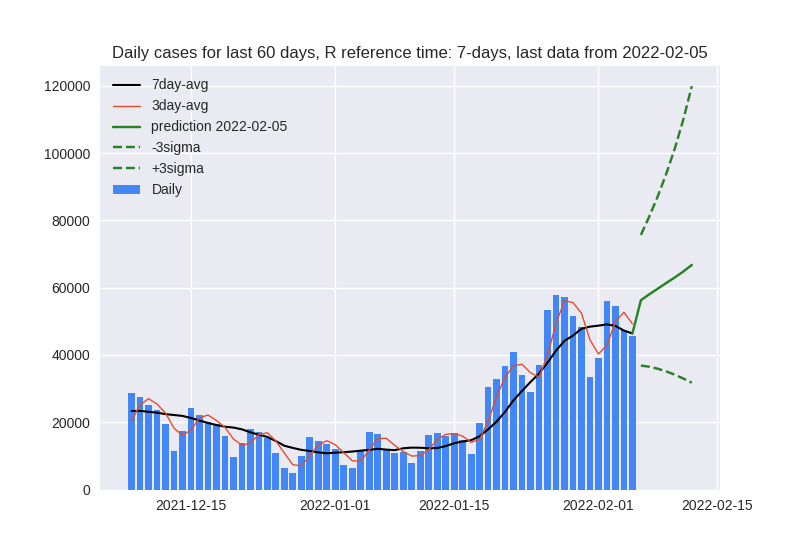 Daily cases for last 60 days, R reference time: 7-days, last data from 2022-02-05
120000
100000
80000
60000
40000
20000
0
7day-avg
3day-avg
prediction 2022-02-05
-3sigma
+3sigma
Daily
2021-12-15
2022-01-01
2022-01-15
2022-02-01
2022-02-15